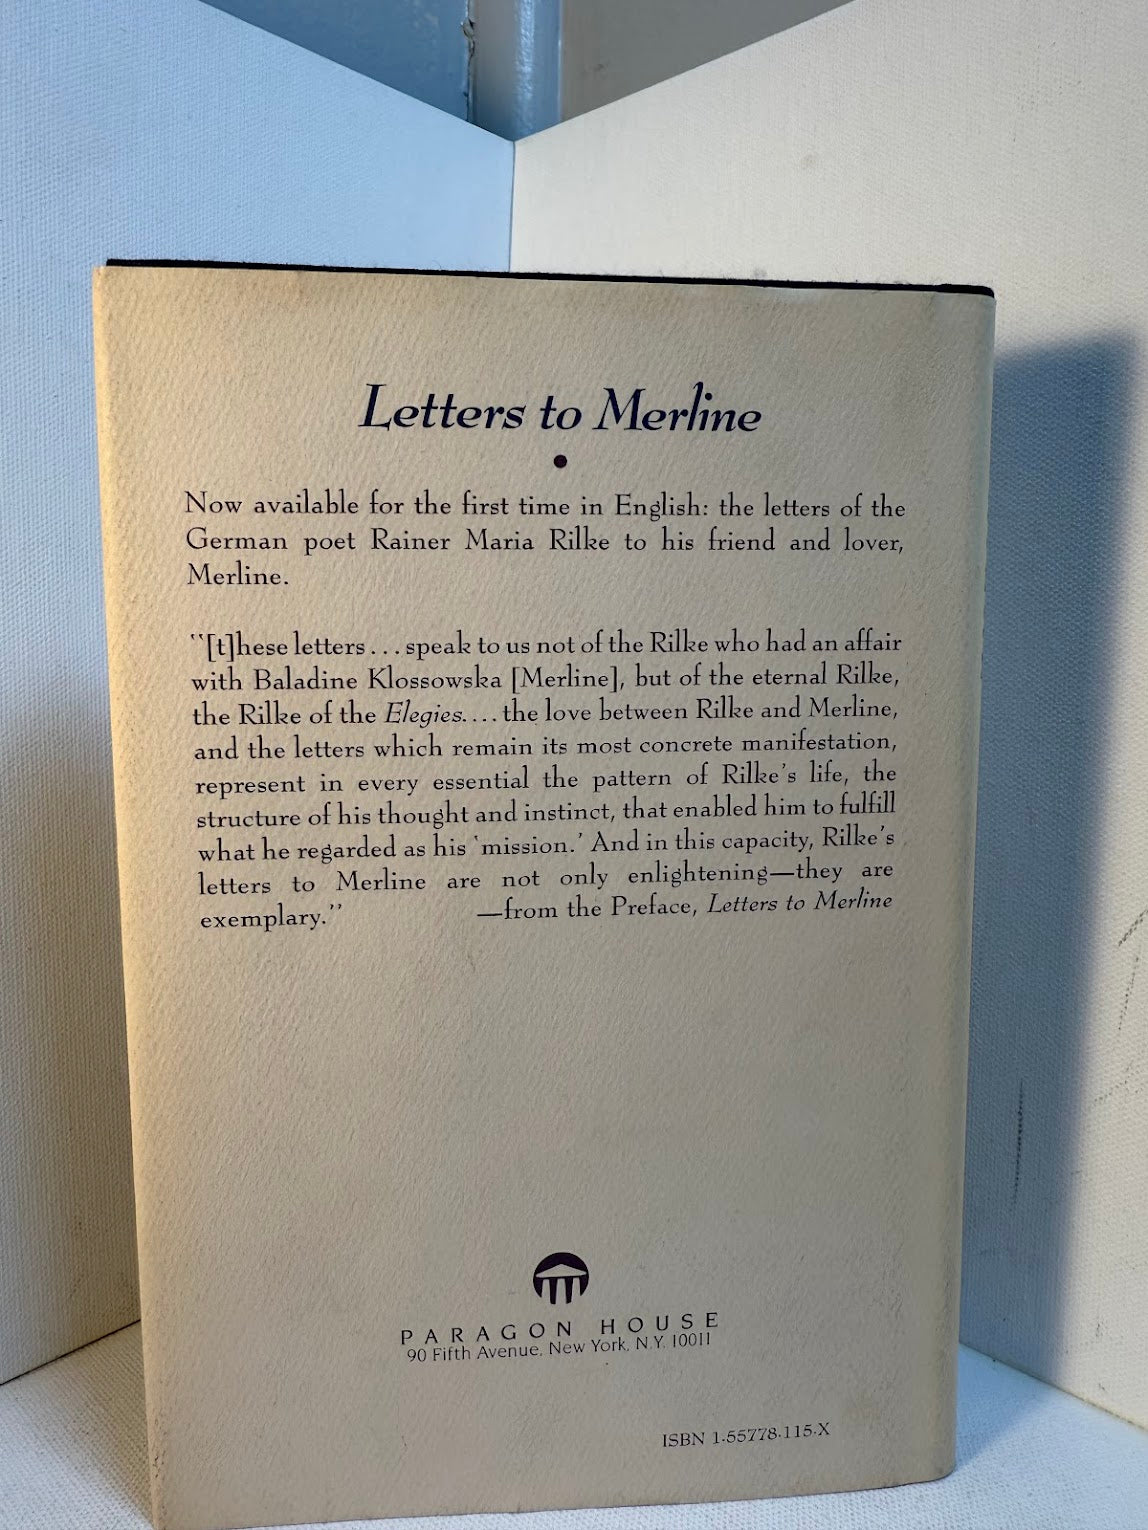 Letters to Merline
Now available for the first time in English: the letters of the
German poet Rainer Maria Rilke to his friend and lover,
Merline.
"[t]hese letters . . . speak to us not of the Rilke who had an affair
with Baladine Klossowska [Merline], but of the eternal Rilke,
the Rilke of the Elegies. . . . the love between Rilke and Merline,
and the letters which remain its most concrete manifestation,
represent in every essential the pattern of Rilke's life, the
structure of his thought and instinct, that enabled him to fulfill
what he regarded as his 'mission.' And in this capacity, Rilke's
letters to Merline are not only enlightening—they are
exemplary." —from the Preface, Letters to Merline
PARAGON HOUSE
90 Fifth Avenue, New York, N.Y. 10011
ISBN 1-55778-115-X